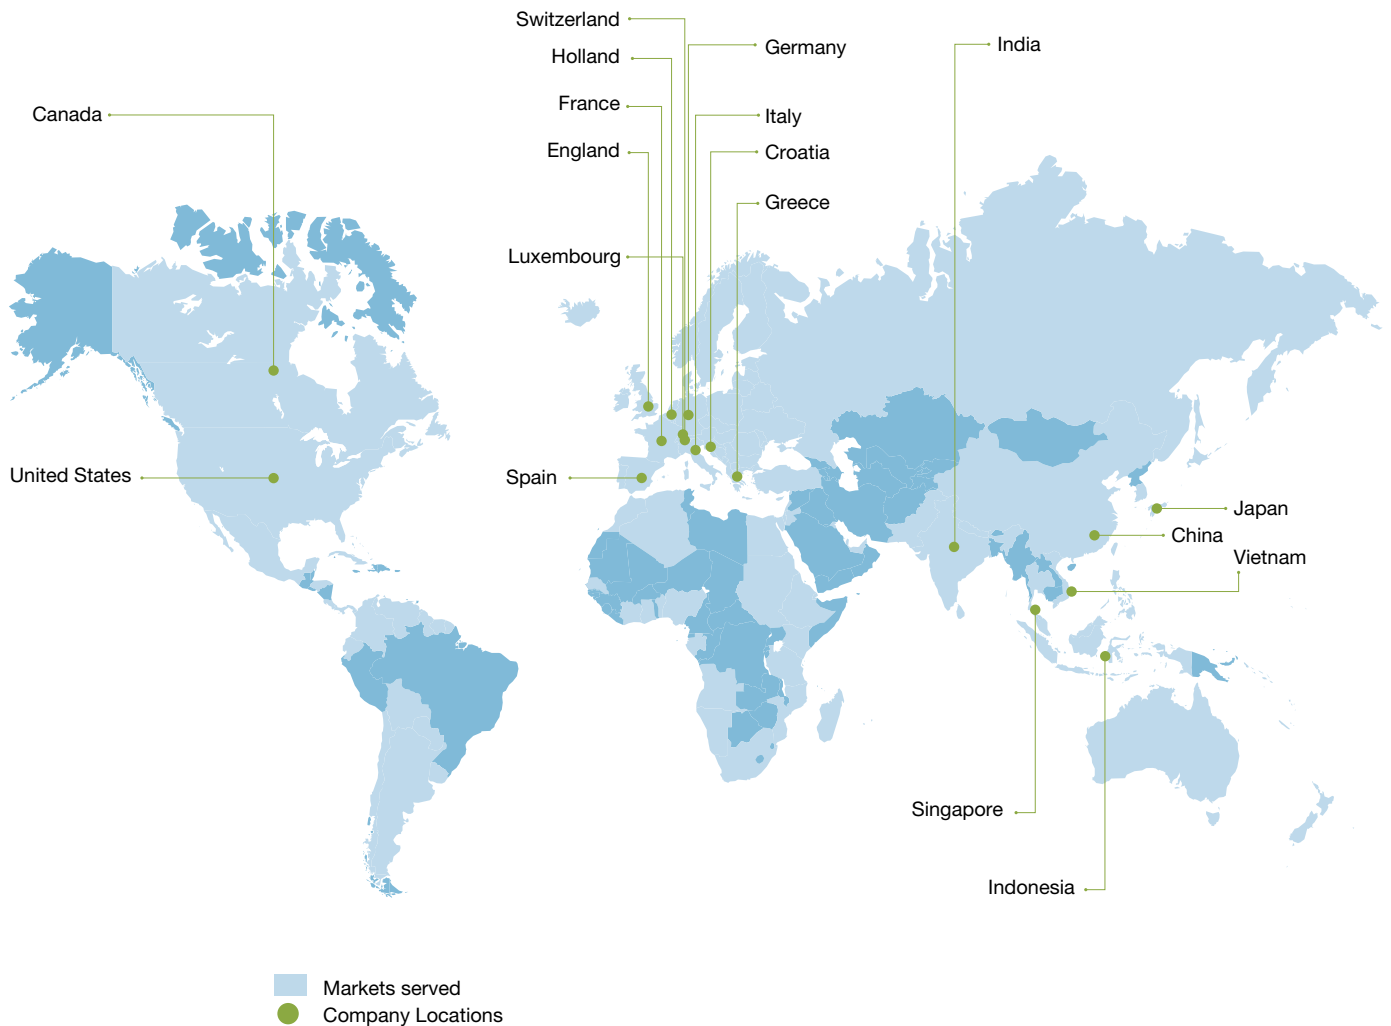 Switzerland
Germany
India
Holland
France
Canada
Italy
England
Croatia
Greece
Luxembourg
United States
Spain
Japan
China
Vietnam
Singapore
Indonesia
Markets served
Company Locations